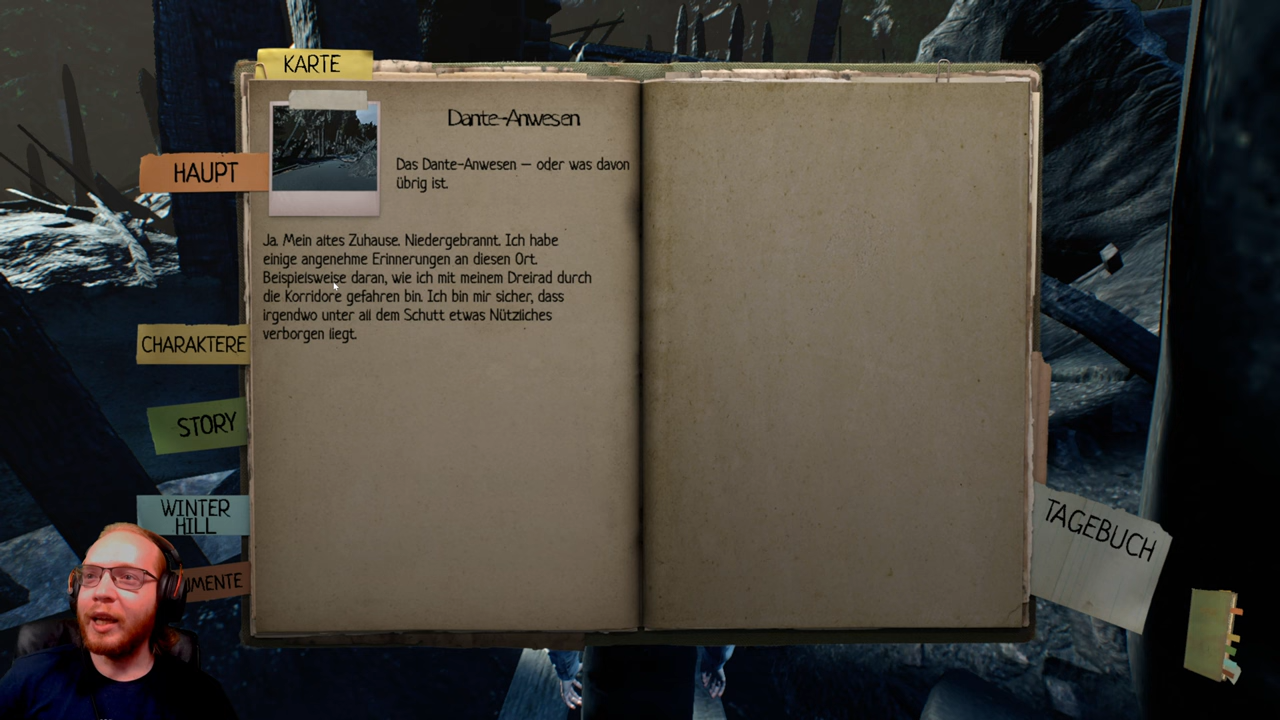 KARTE
Dante-Anwesen
Das Dante-Anwesen – oder was davon
übrig ist.
HAUPT
Ja. Mein altes Zuhause. Niedergebrannt. Ich habe
einige angenehme Erinnerungen an diesen Ort.
Beispielsweise daran, wie ich mit meinem Dreirad durch
die Korridore gefahren bin. Ich bin mir sicher, dass
irgendwo unter all dem Schutt etwas Nützliches
verborgen liegt.
CHARAKTERE
STORY
WINTER
HILL
TAGEBUCH
UMENTE